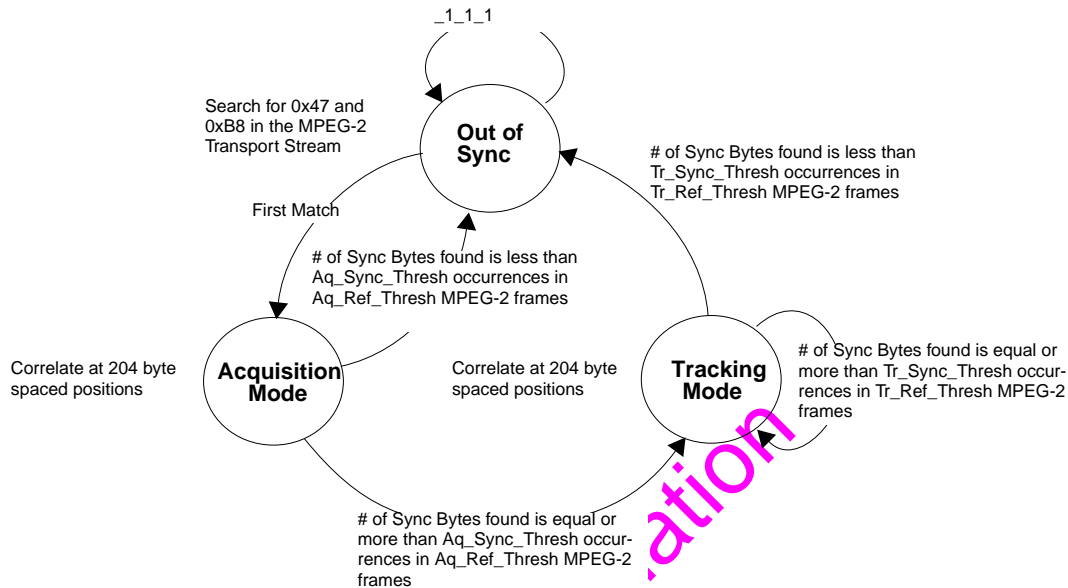 _1_1_1
Search for 0x47 and
0xB8 in the MPEG-2
Transport Stream
Out of
Sync
# of Sync Bytes found is less than
Tr_Sync_Thresh occurrences in
Tr_Ref_Thresh MPEG-2 frames
First Match
# of Sync Bytes found is less than
Aq_Sync_Thresh occurrences in
Aq_Ref_Thresh MPEG-2 frames
Correlate at 204 byte
spaced positions
Acquisition
Mode
Correlate at 204 byte
spaced positions
Tracking
Mode
# of Sync Bytes found is equal or
more than Tr_Sync_Thresh occur-
rences in Tr_Ref_Thresh MPEG-2
frames
# of Sync Bytes found is equal or
more than Aq_Sync_Thresh occur-
rences in Aq_Ref_Thresh MPEG-2
frames
ation